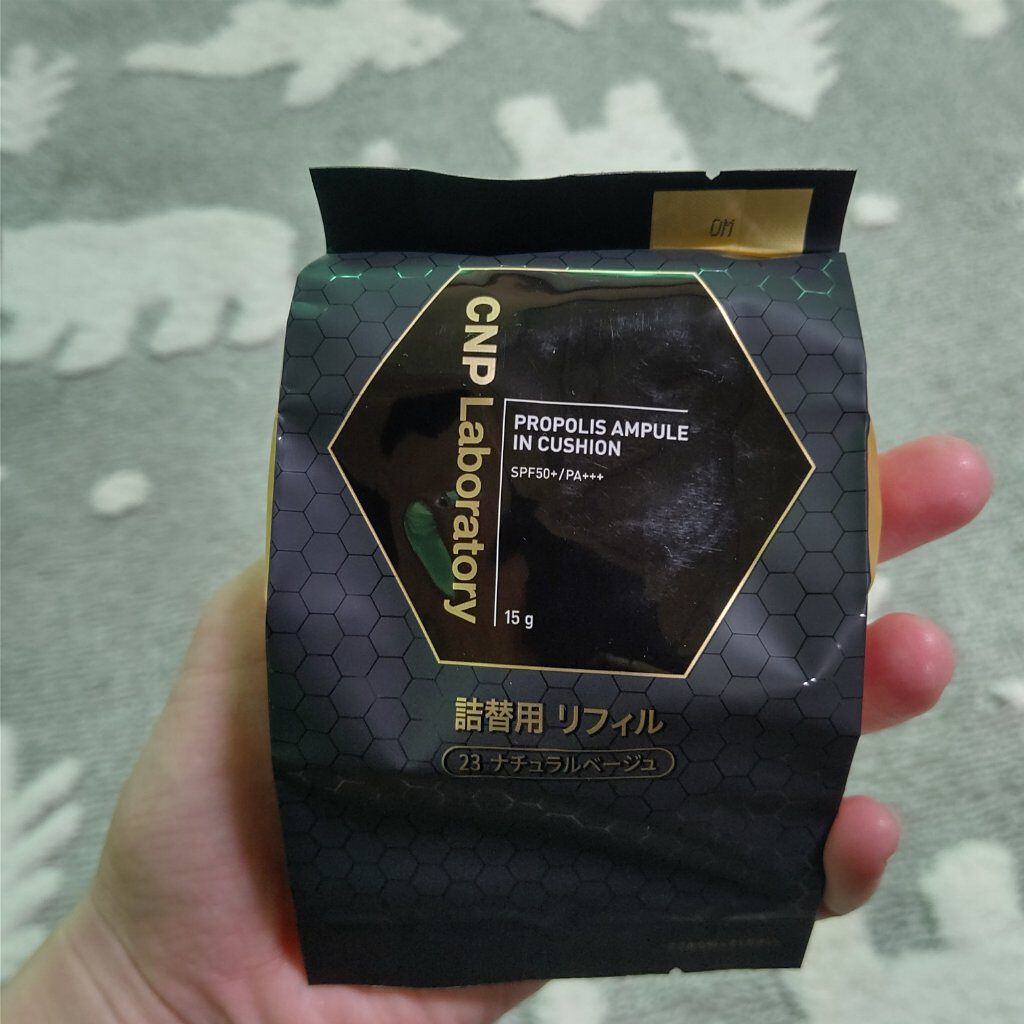 OM
CNP Laboratory
PROPOLIS AMPULE
IN CUSHION
SPF50+/PA+++
15 g
詰替用 リフィル
23 ナチュラルベージュ